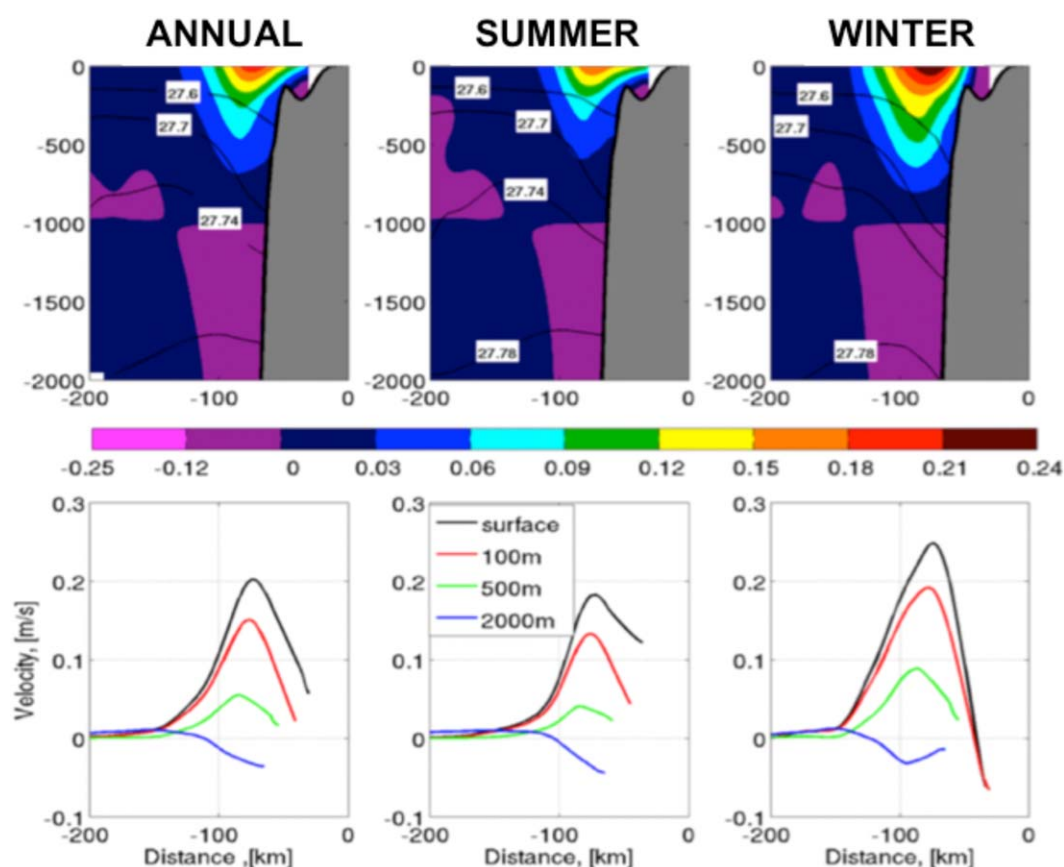 ANNUAL SUMMER WINTER
0 0 0
27.6 27.6 27.6
27.7 27.7 27.7
-500 -500 -500
27.74 27.74
-1000 -1000 -1000
-1500 -1500 -1500
27.78 27.78
-2000 -2000 -2000
-200 -100 0 -200 -100 0 -200 -100 0
-0.25 -0.12 0 0.03 0.06 0.09 0.12 0.15 0.18 0.21 0.24
0.3 0.3 0.3
surface
100m
0.2 0.2 0.2
500m
2000m
0.1 0.1 0.1
Velocity, [m/s]
0 0 0
-0.1 -0.1 -0.1
-200 -100 0 -200 -100 0 -200 -100 0
Distance ,[km] Distance, [km] Distance, [km]